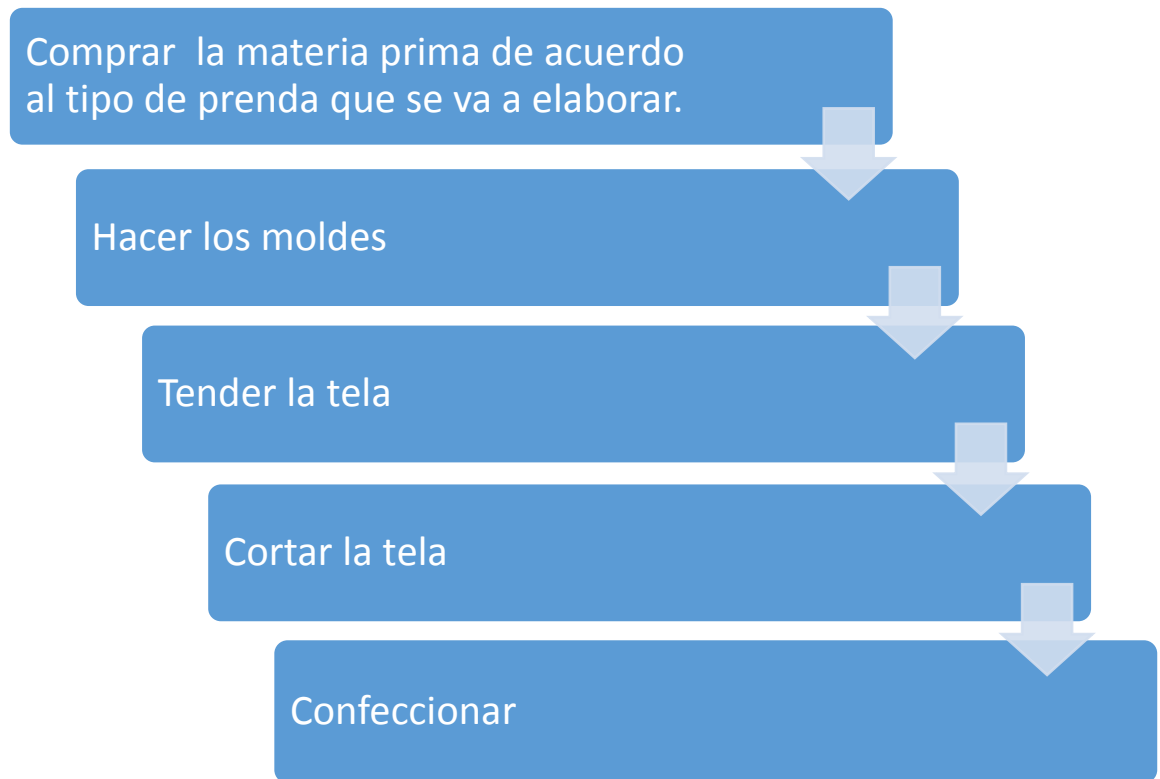 Comprar  la materia prima de acuerdo
al tipo de prenda que se va a elaborar.
Hacer los moldes
Tender la tela
Cortar la tela
Confeccionar